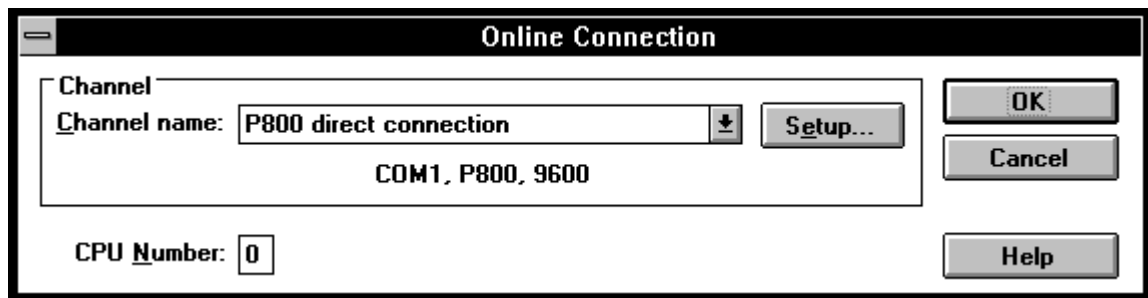 Online Connection
Channel
Channel name: P800 direct connection Setup...
COM1, P800, 9600
OK
Cancel
CPU Number: 0
Help